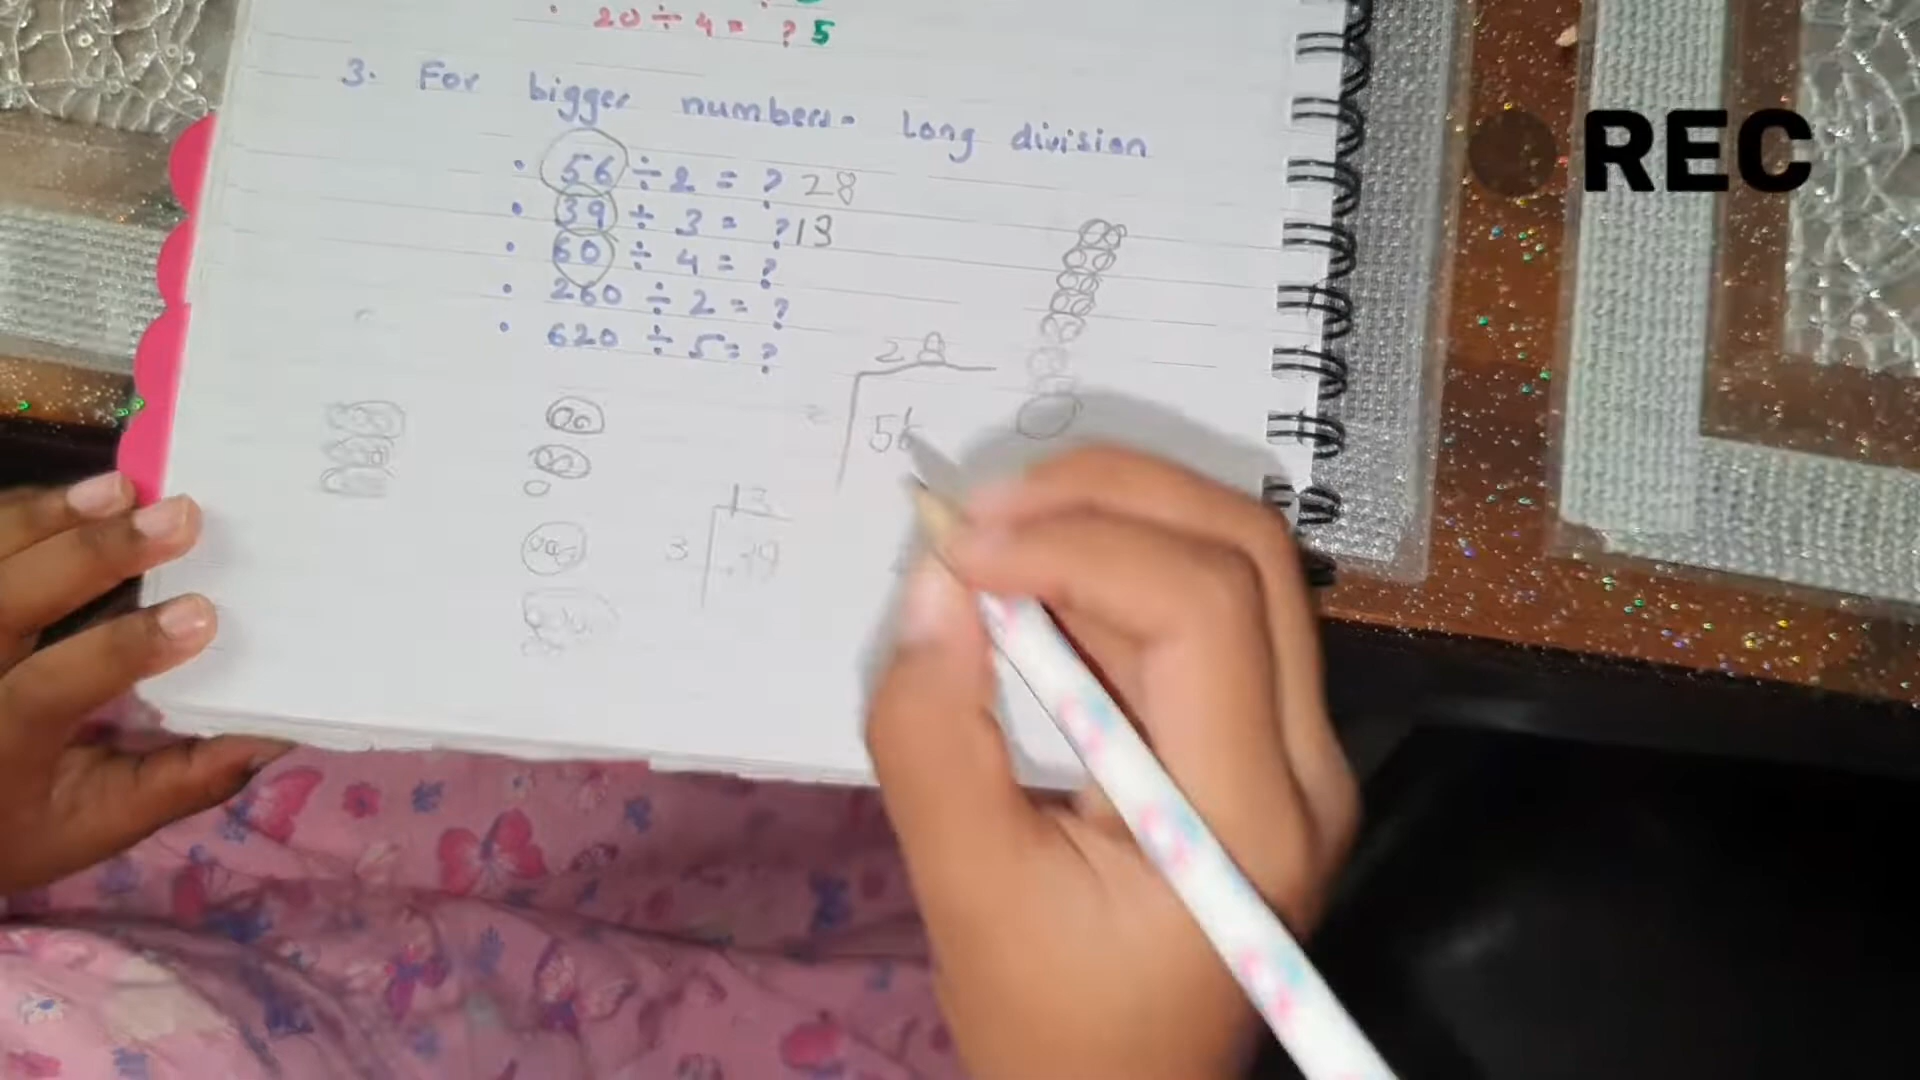 20 ÷ 4 = ? 5
REC
3. For bigger numbers- Long division
• 56 ÷ 2 = ? 28
• 39 ÷ 3 = ? 13
• 60 ÷ 4 = ?
• 260 ÷ 2 = ?
• 620 ÷ 5 = ?
28
56
13
3